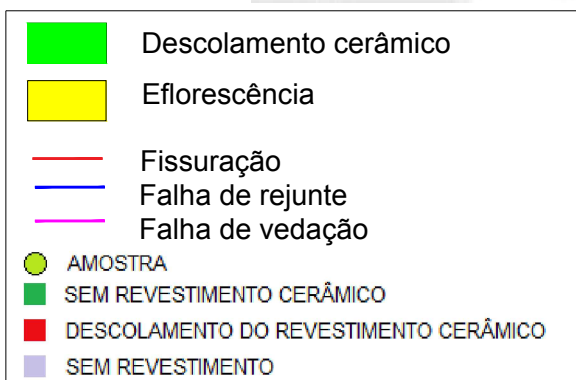 Descolamento cerâmico
Eflorescência
Fissuração
Falha de rejunte
Falha de vedação
AMOSTRA
SEM REVESTIMENTO CERÂMICO
DESCOLAMENTO DO REVESTIMENTO CERÂMICO
SEM REVESTIMENTO